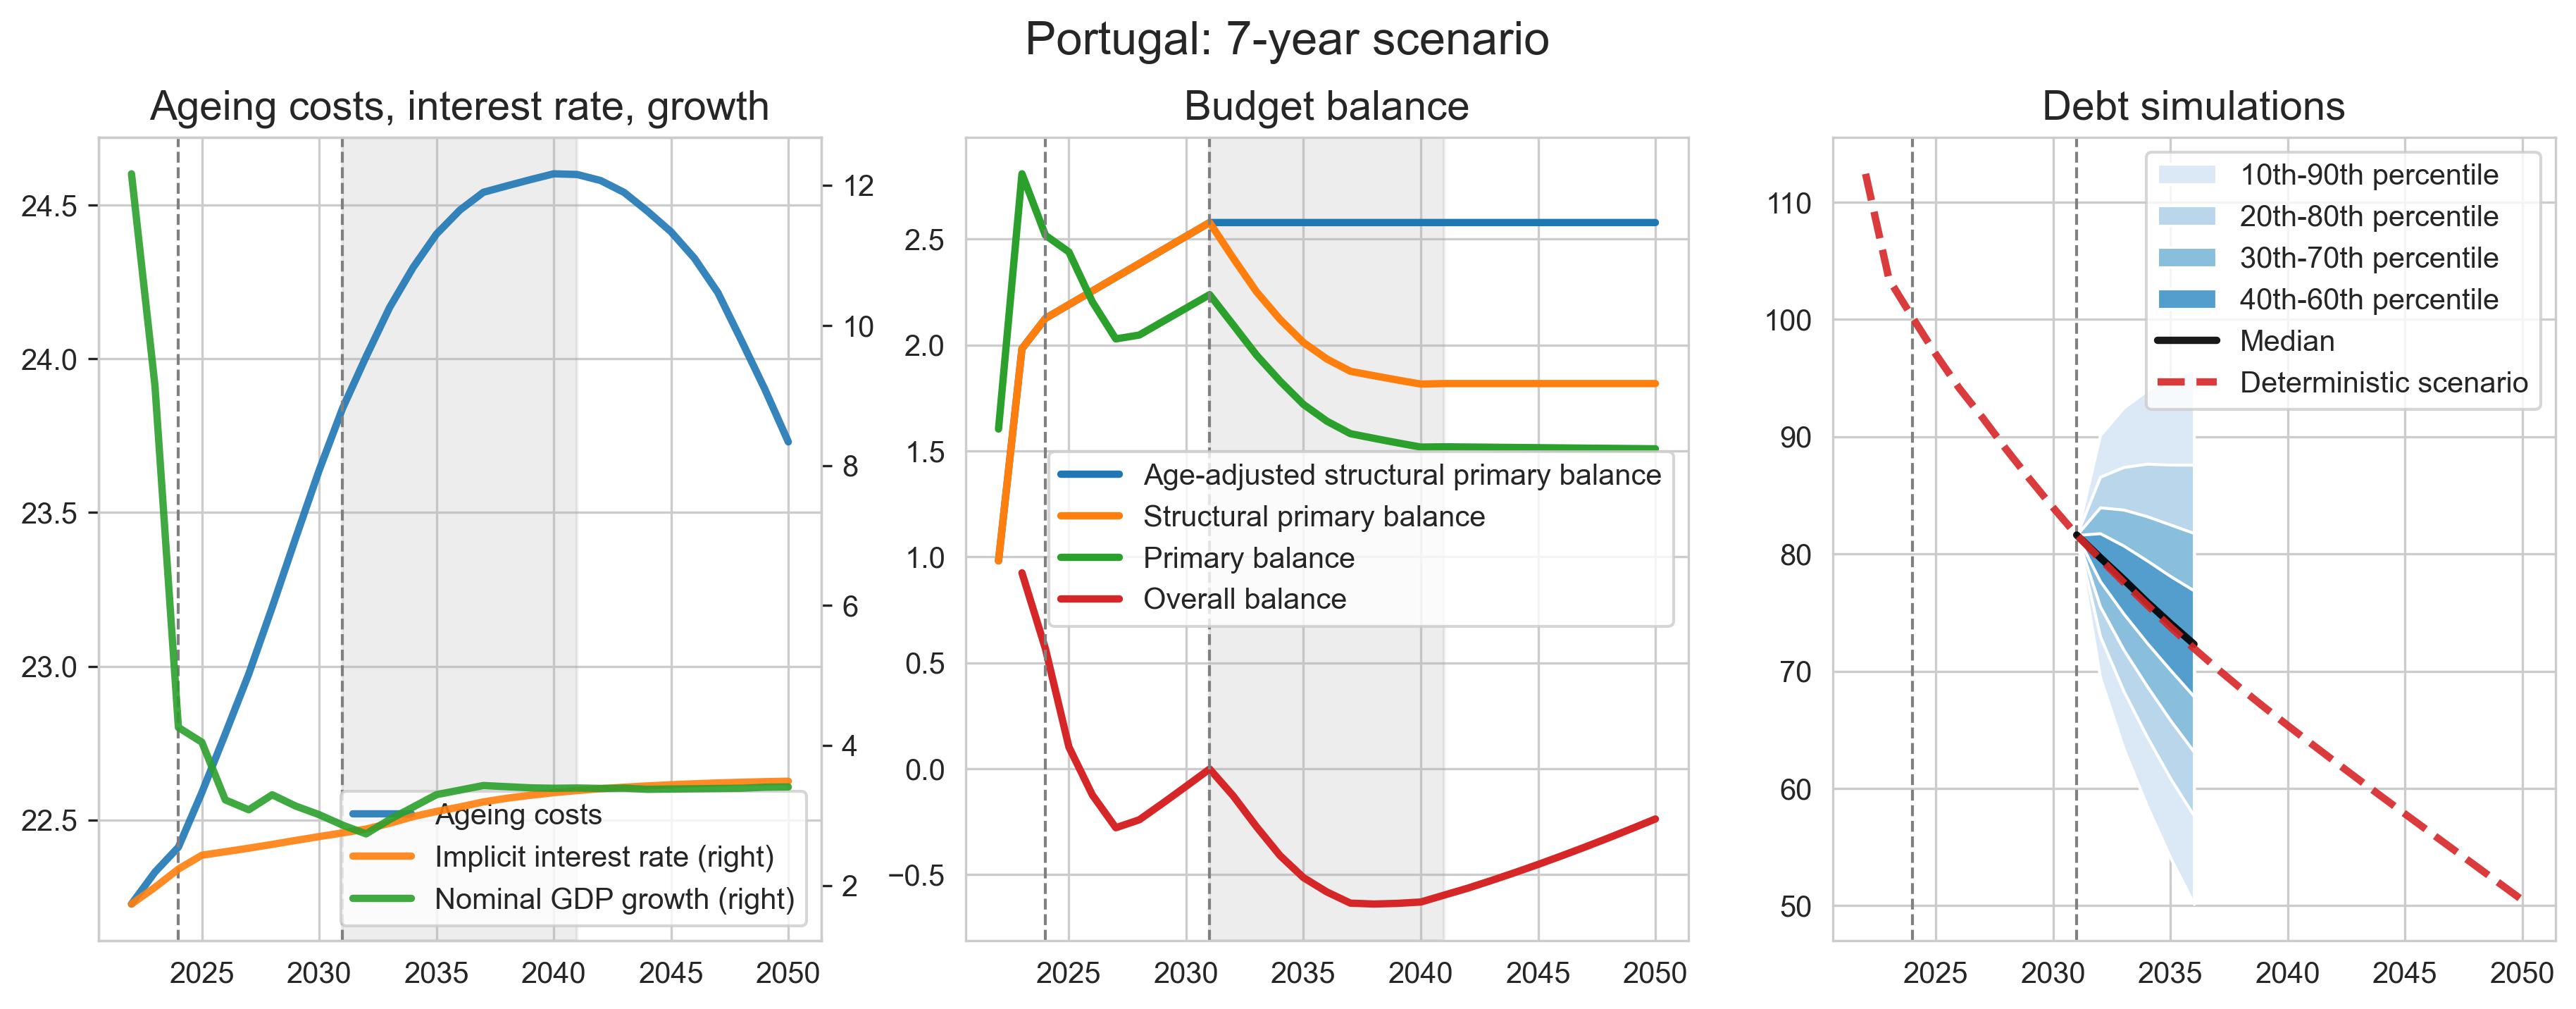 Portugal: 7-year scenario
Ageing costs, interest rate, growth
24.5
24.0
23.5
23.0
22.5
12
10
8
6
4
2
2025 2030 2035 2040 2045 2050
Ageing costs
Implicit interest rate (right)
Nominal GDP growth (right)
Budget balance
2.5
2.0
1.5
1.0
0.5
0.0
−0.5
2025 2030 2035 2040 2045 2050
Age-adjusted structural primary balance
Structural primary balance
Primary balance
Overall balance
Debt simulations
110
100
90
80
70
60
50
2025 2030 2035 2040 2045 2050
10th-90th percentile
20th-80th percentile
30th-70th percentile
40th-60th percentile
Median
Deterministic scenario